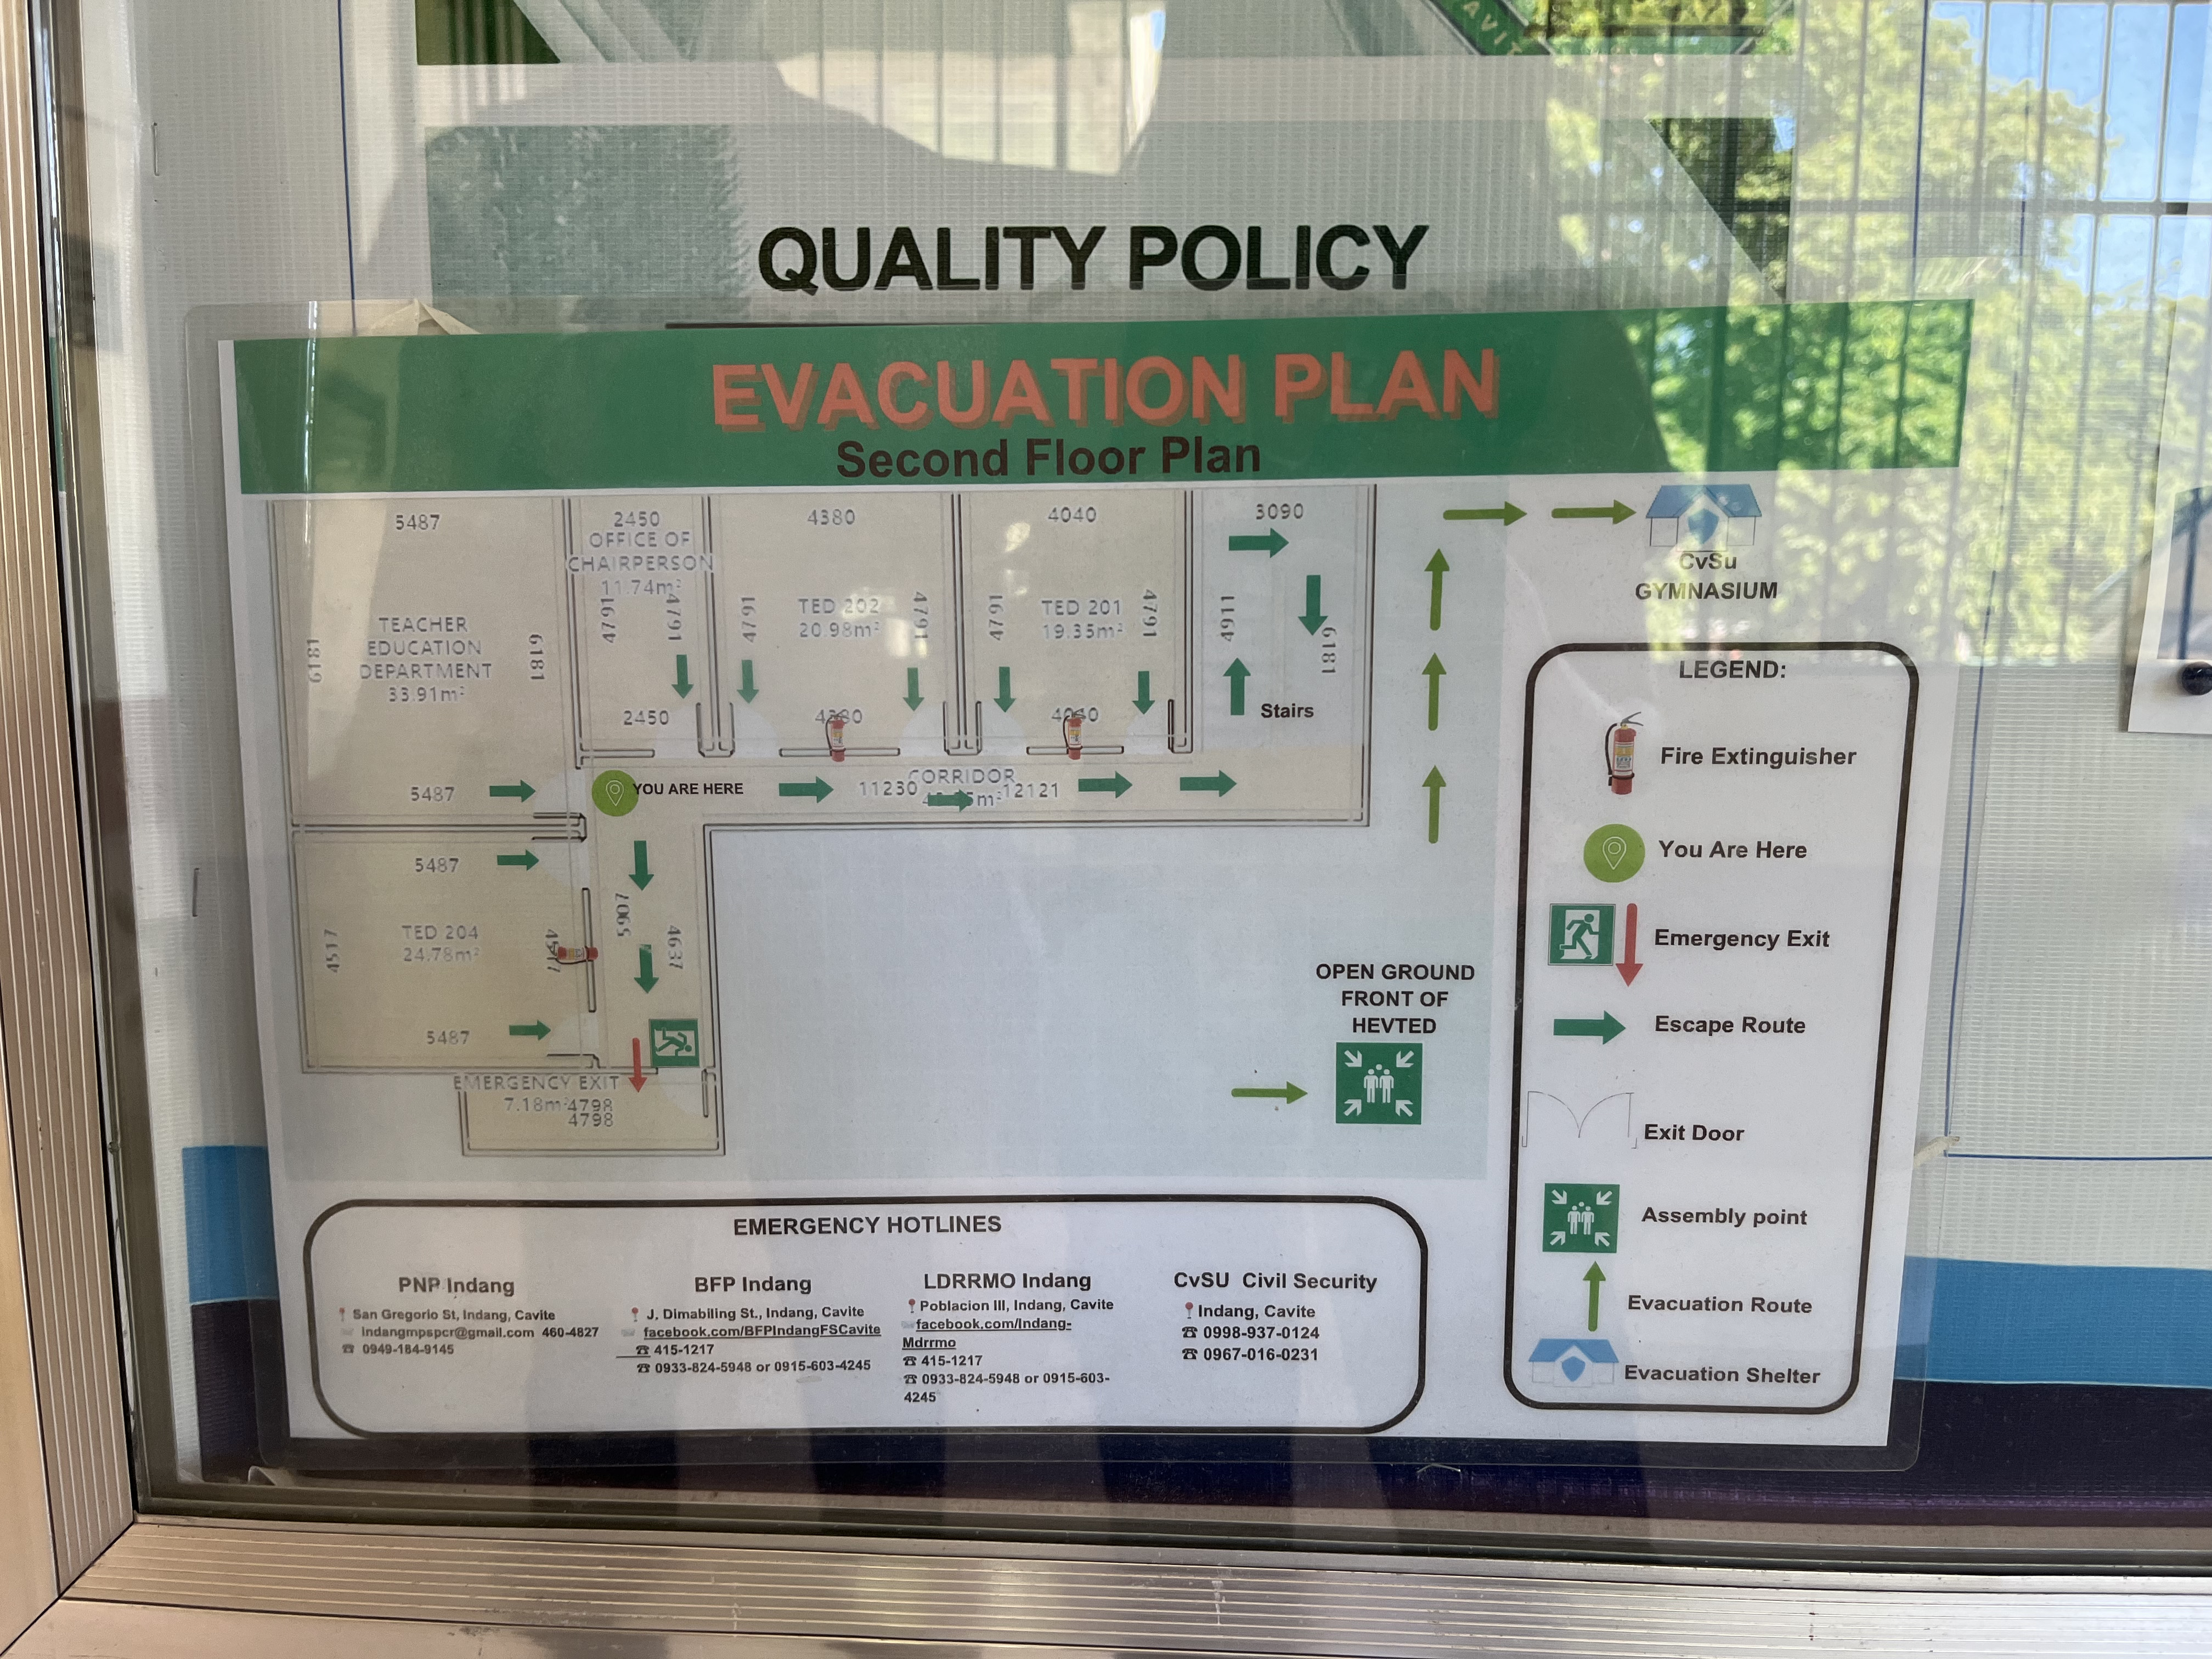 AVIT
QUALITY POLICY
EVACUATION PLAN
Second Floor Plan
5487
2450
4380
4040
3090
OFFICE OF
CHAIRPERSON
11.74m²
TEACHER
EDUCATION
DEPARTMENT
33.91m²
6181
6181
4791
4791
4791
TED 202
20.98m²
4791
4791
TED 201
19.35m²
4791
4911
6181
Stairs
2450
4380
4040
5487
YOU ARE HERE
CORRIDOR
11230
12121
m²
5487
TED 204
24.78m²
4517
4517
5907
4637
5487
EMERGENCY EXIT
7.18m²
4798
4798
CvSu
GYMNASIUM
OPEN GROUND
FRONT OF
HEVTED
LEGEND:
Fire Extinguisher
You Are Here
Emergency Exit
Escape Route
Exit Door
Assembly point
Evacuation Route
Evacuation Shelter
EMERGENCY HOTLINES
PNP Indang
San Gregorio St, Indang, Cavite
indangmpspcr@gmail.com 460-4827
0949-184-9145
BFP Indang
J. Dimabiling St., Indang, Cavite
facebook.com/BFPIndangFSCavite
415-1217
0933-824-5948 or 0915-603-4245
LDRRMO Indang
Poblacion III, Indang, Cavite
facebook.com/Indang-
Mdrrmo
415-1217
0933-824-5948 or 0915-603-
4245
CvSU Civil Security
Indang, Cavite
0998-937-0124
0967-016-0231